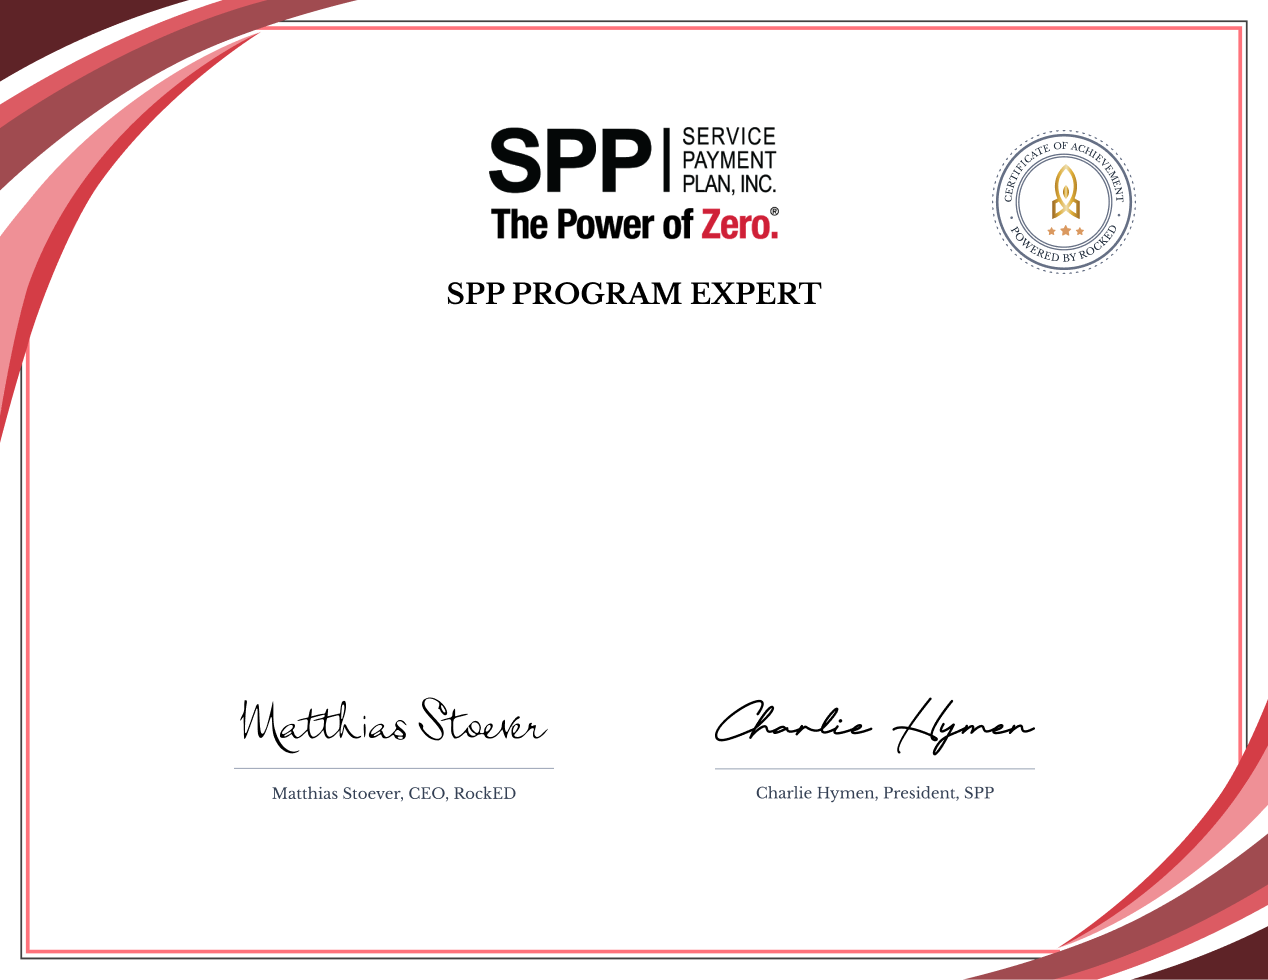 SPP
SERVICE
PAYMENT
PLAN, INC.
The Power of Zero.®
CERTIFICATE OF ACHIEVEMENT
• POWERED BY ROCKED •
SPP PROGRAM EXPERT
Matthias Stoever
Charlie Hymen
Matthias Stoever, CEO, RockED
Charlie Hymen, President, SPP